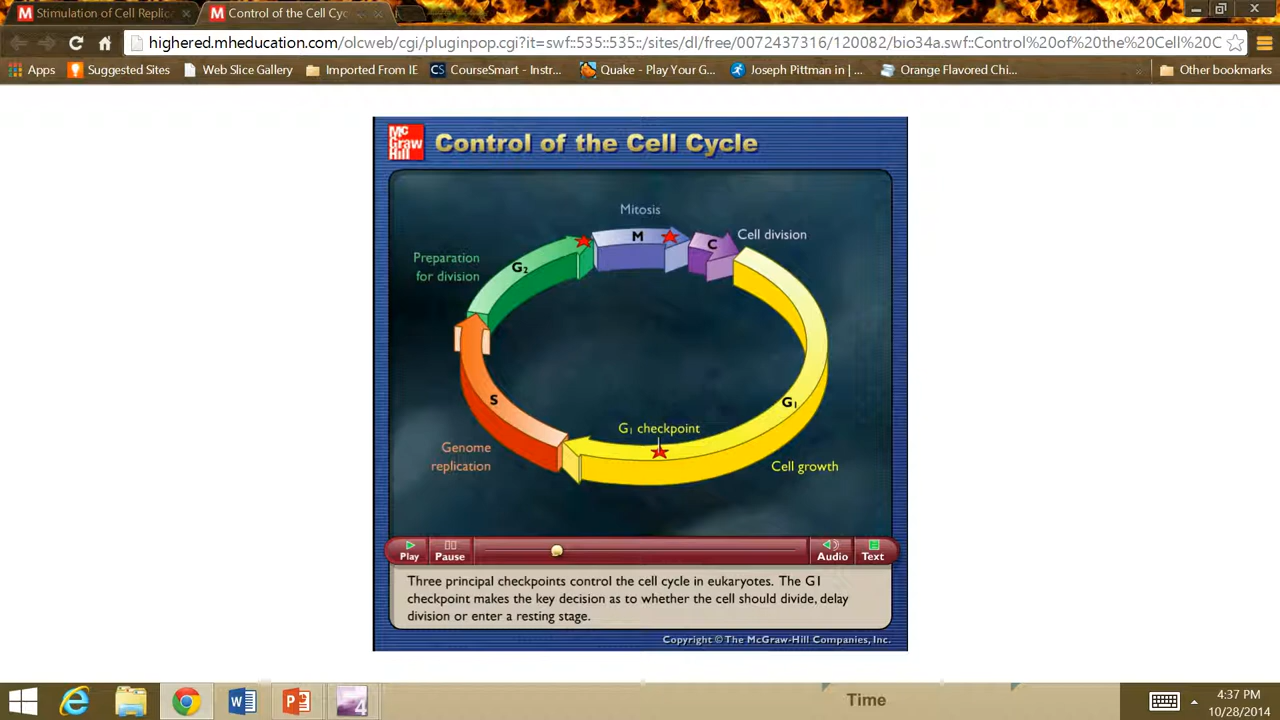 Stimulation of Cell Replic
Control of the Cell Cyc
highered.mheducation.com/olcweb/cgi/pluginpop.cgi?it=swf::535::535::/sites/dl/free/0072437316/120082/bio34a.swf::Control%20of%20the%20Cell%20C
Apps
Suggested Sites
Web Slice Gallery
Imported From IE
CourseSmart - Instr...
Quake - Play Your G...
Joseph Pittman in | ...
Orange Flavored Chi...
Other bookmarks
Mc
Graw
Hill
Control of the Cell Cycle
Mitosis
M
C
Cell division
Preparation
for division
G₂
S
G₁
G₁ checkpoint
Genome
replication
Cell growth
Play
Pause
Audio
Text
Three principal checkpoints control the cell cycle in eukaryotes. The G1
checkpoint makes the key decision as to whether the cell should divide, delay
division or enter a resting stage.
Copyright © The McGraw-Hill Companies, Inc.
Time
4:37 PM
10/28/2014